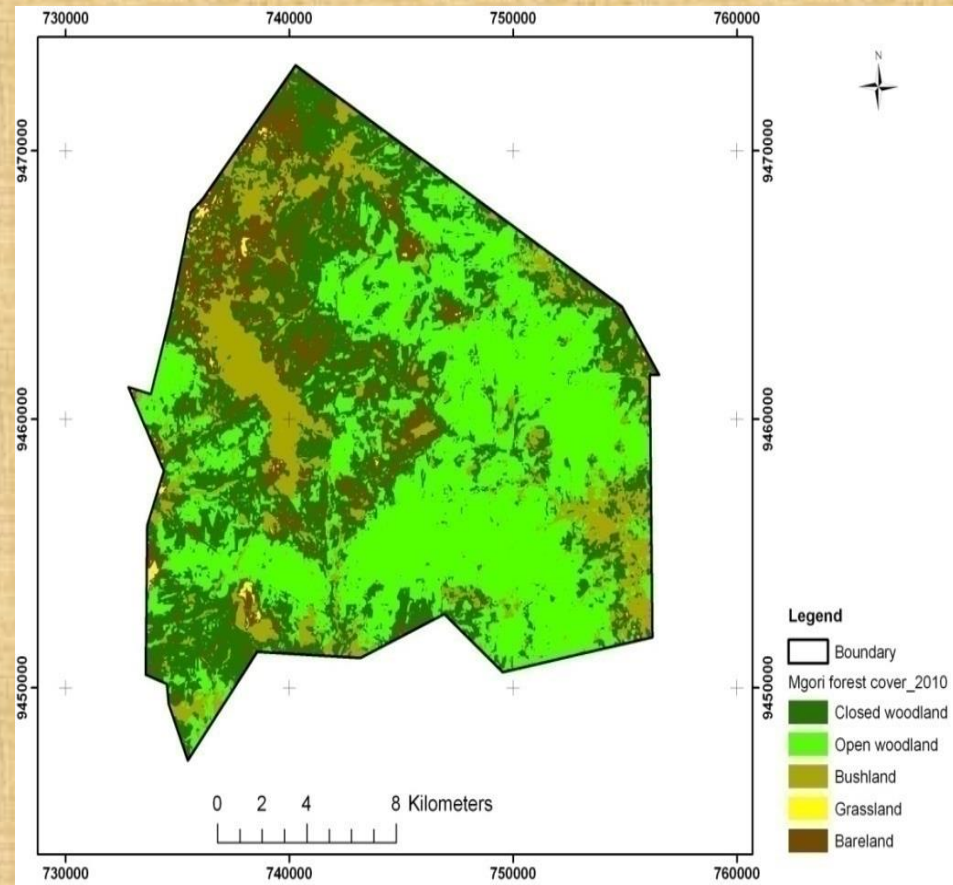 730000 740000 750000 760000
N
9470000 9470000
9460000 9460000
9450000 9450000
0 2 4 8 Kilometers
730000 740000 750000 760000
Legend
Boundary
Mgori forest cover_2010
Closed woodland
Open woodland
Bushland
Grassland
Bareland